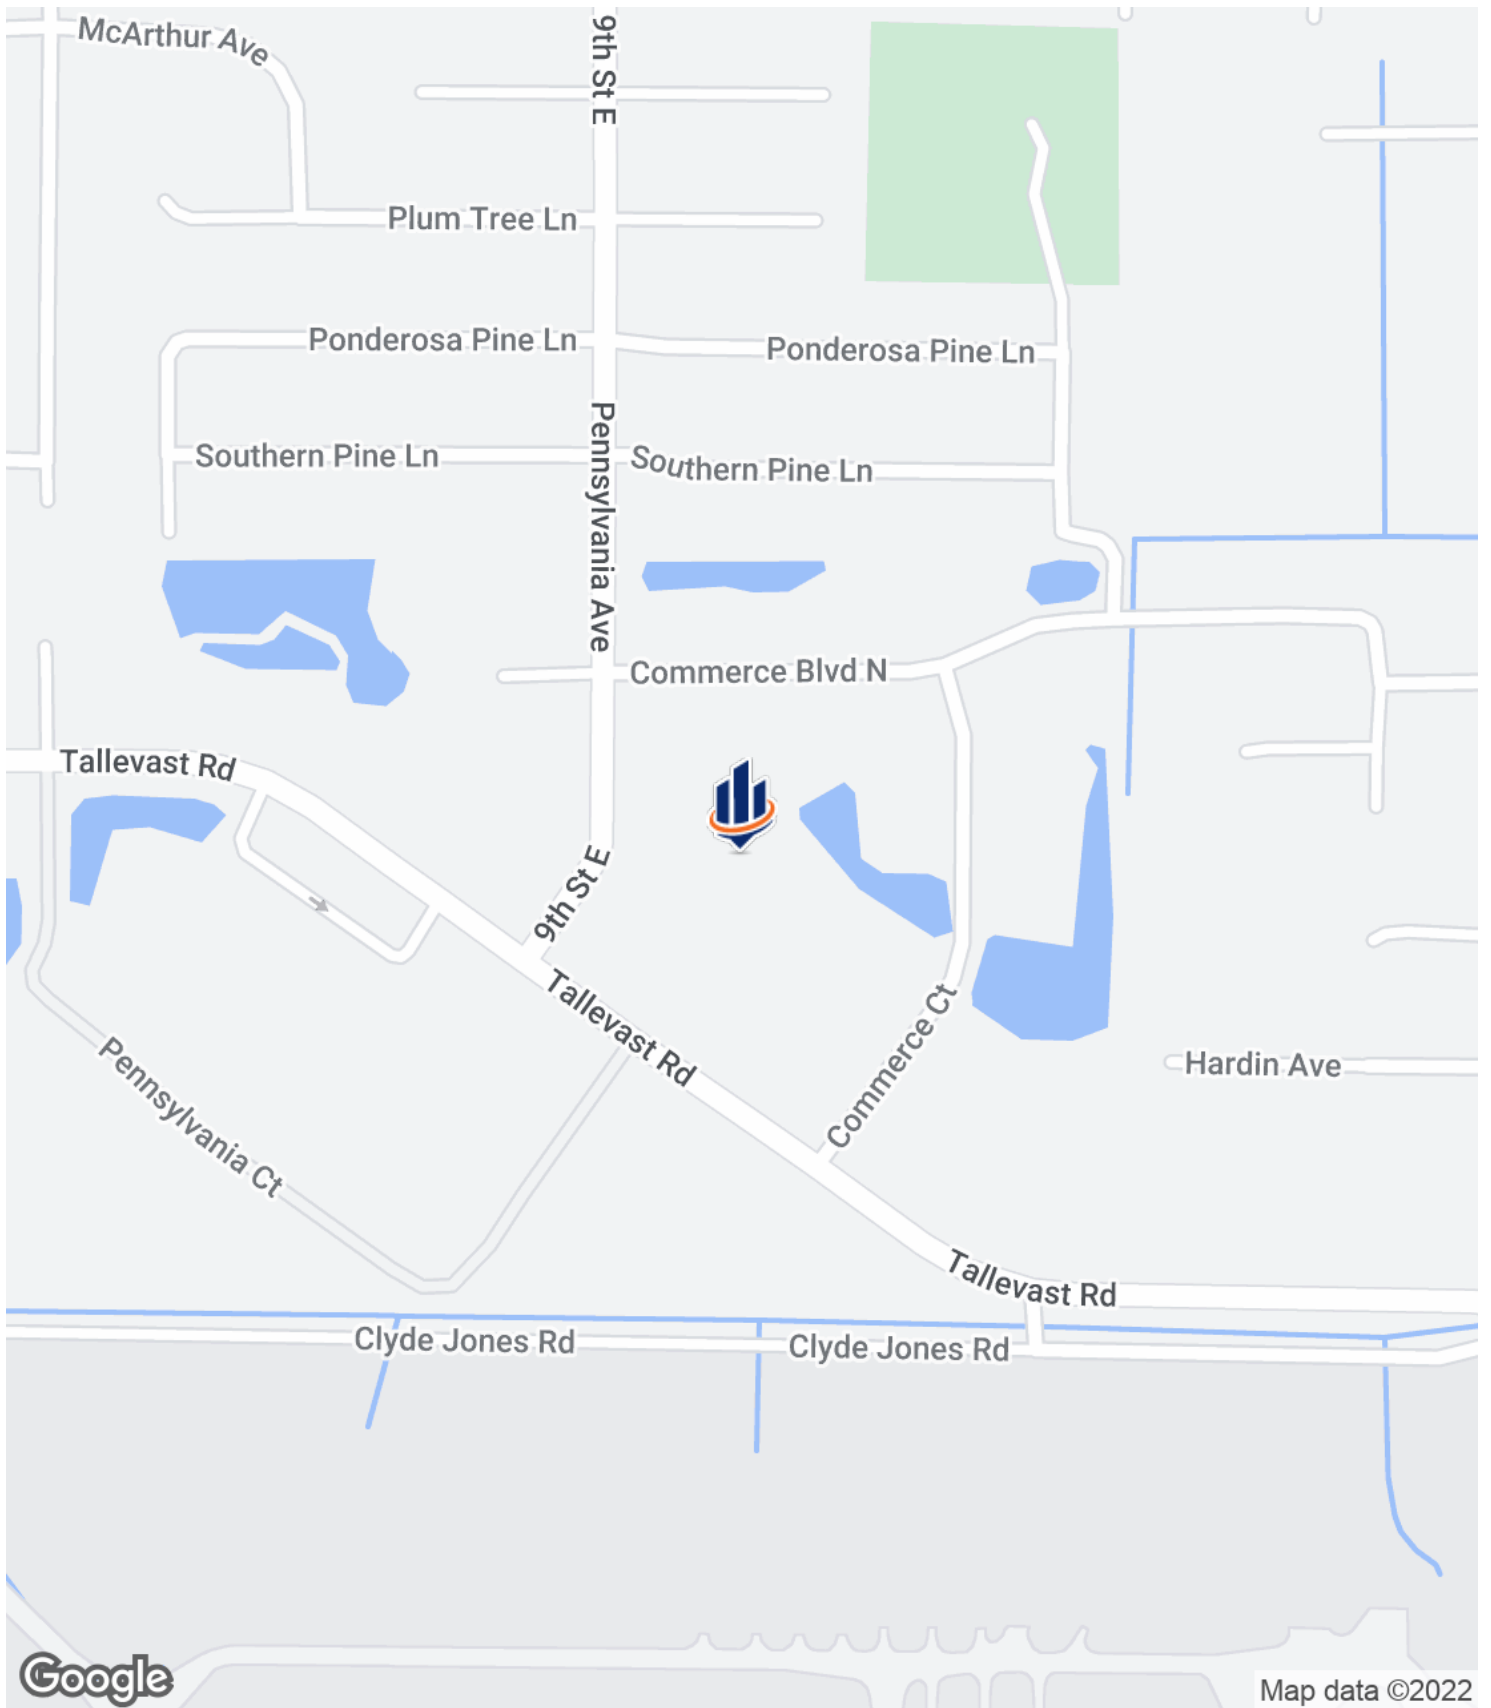 McArthur Ave
9th St E
Plum Tree Ln
Ponderosa Pine Ln
Ponderosa Pine Ln
Pennsylvania Ave
Southern Pine Ln
Southern Pine Ln
Commerce Blvd N
Tallevast Rd
9th St E
Tallevast Rd
Commerce Ct
Pennsylvania Ct
Hardin Ave
Tallevast Rd
Clyde Jones Rd
Clyde Jones Rd
Google
Map data ©2022